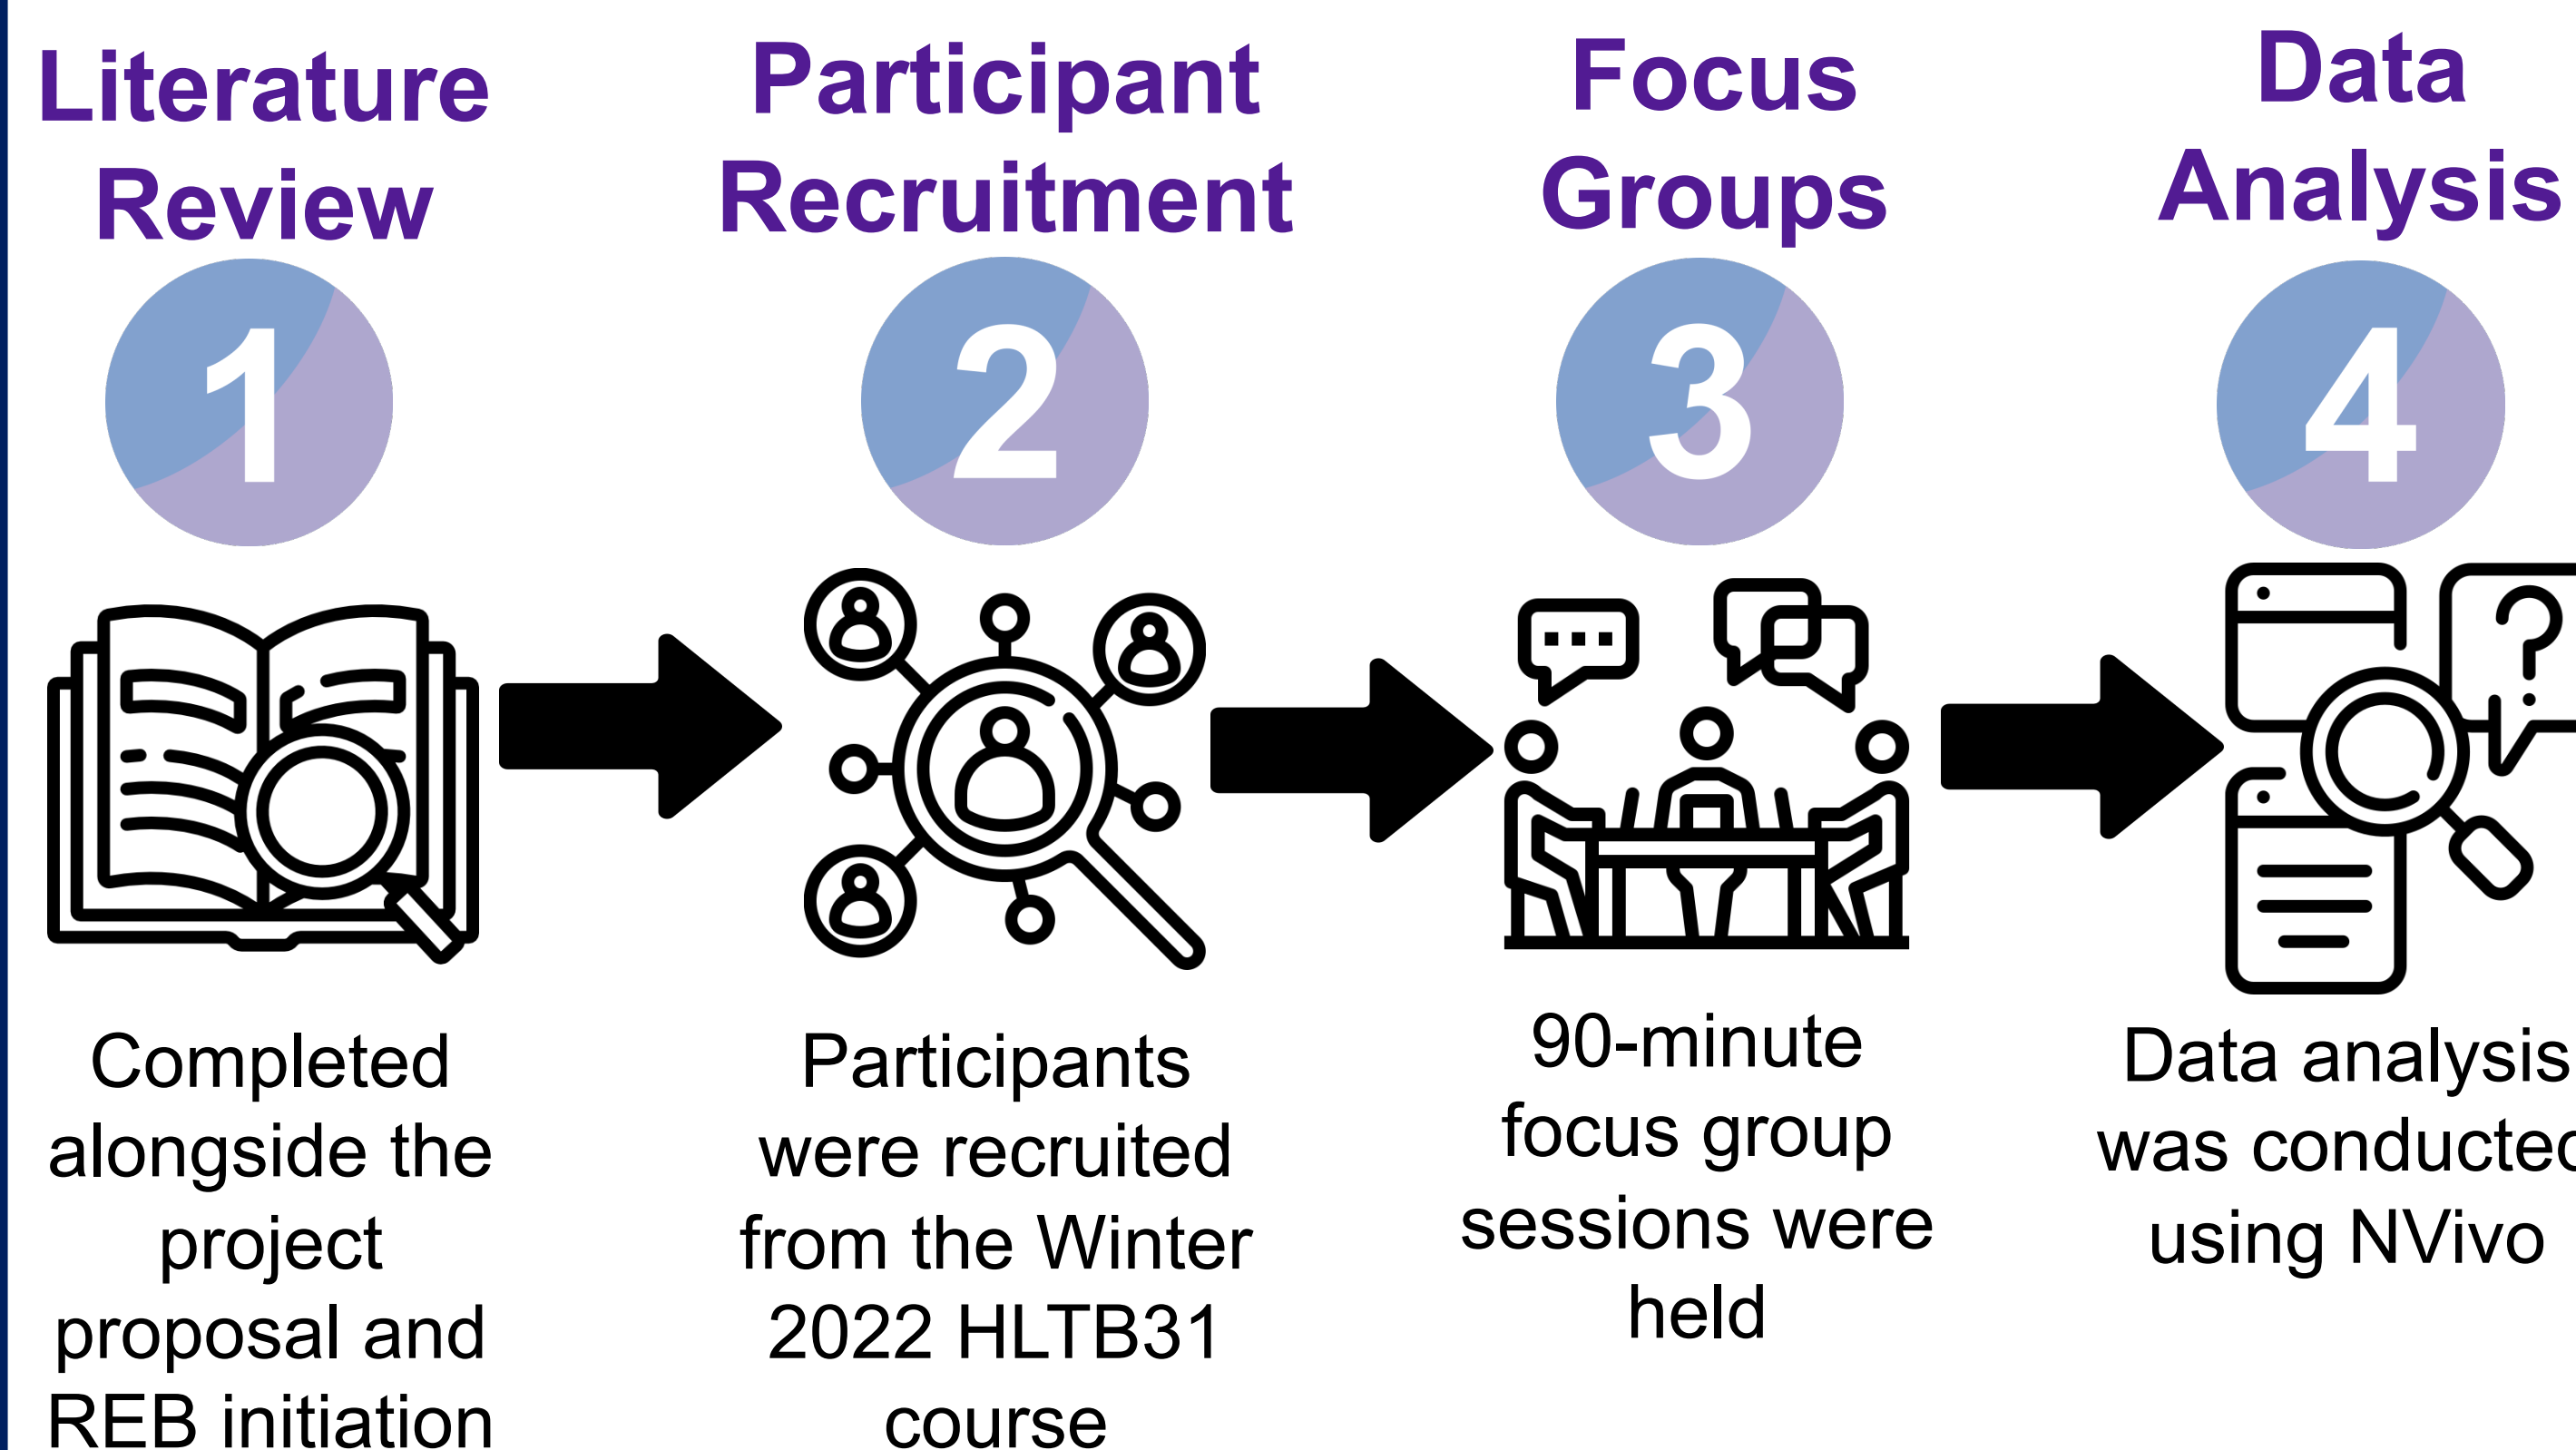 Literature
Review
1
Completed
alongside the
project
proposal and
REB initiation
Participant
Recruitment
2
Participants
were recruited
from the Winter
2022 HLTB31
course
Focus
Groups
3
90-minute
focus group
sessions were
held
Data
Analysis
4
?
Data analysis
was conducted
using NVivo